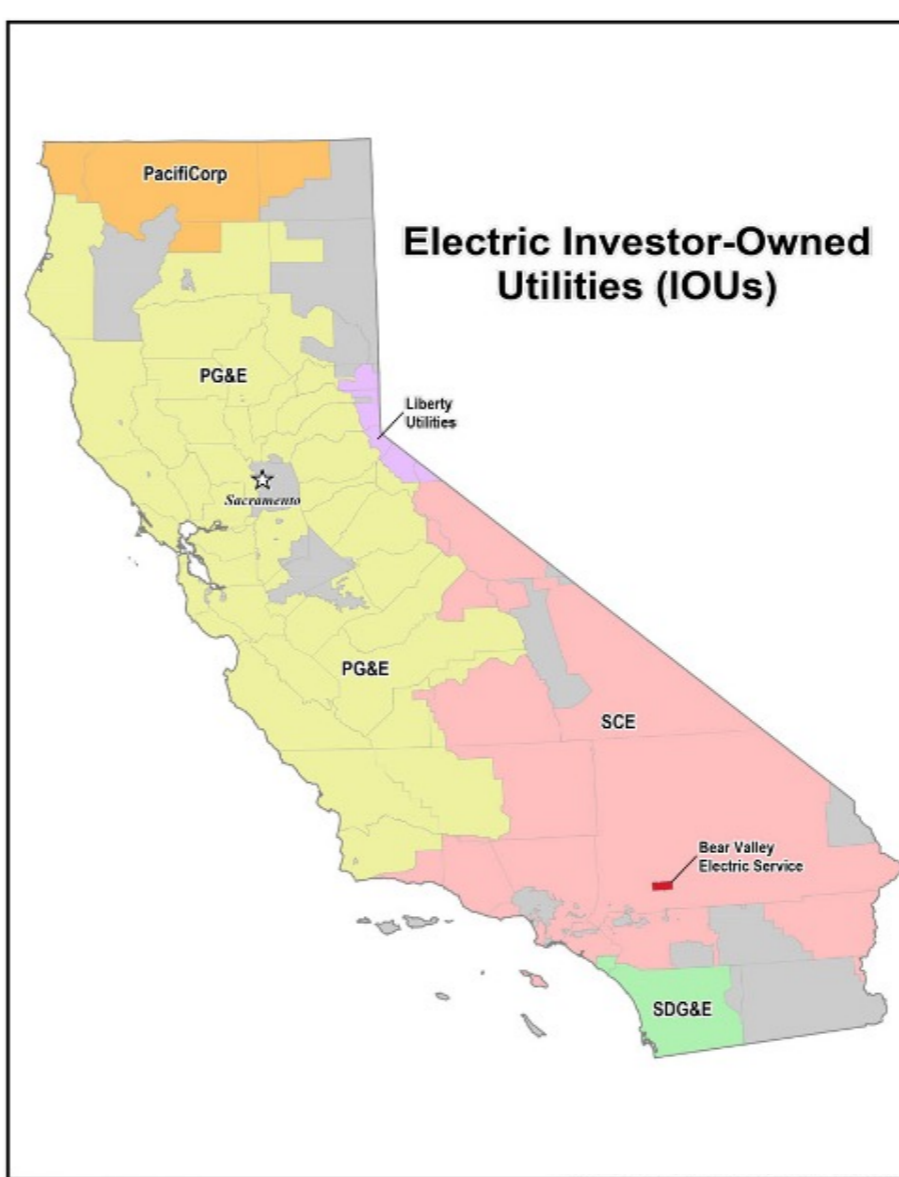 PacifiCorp
Electric Investor-Owned
Utilities (IOUs)
PG&E
Liberty
Utilities
Sacramento
PG&E
SCE
Bear Valley
Electric Service
SDG&E